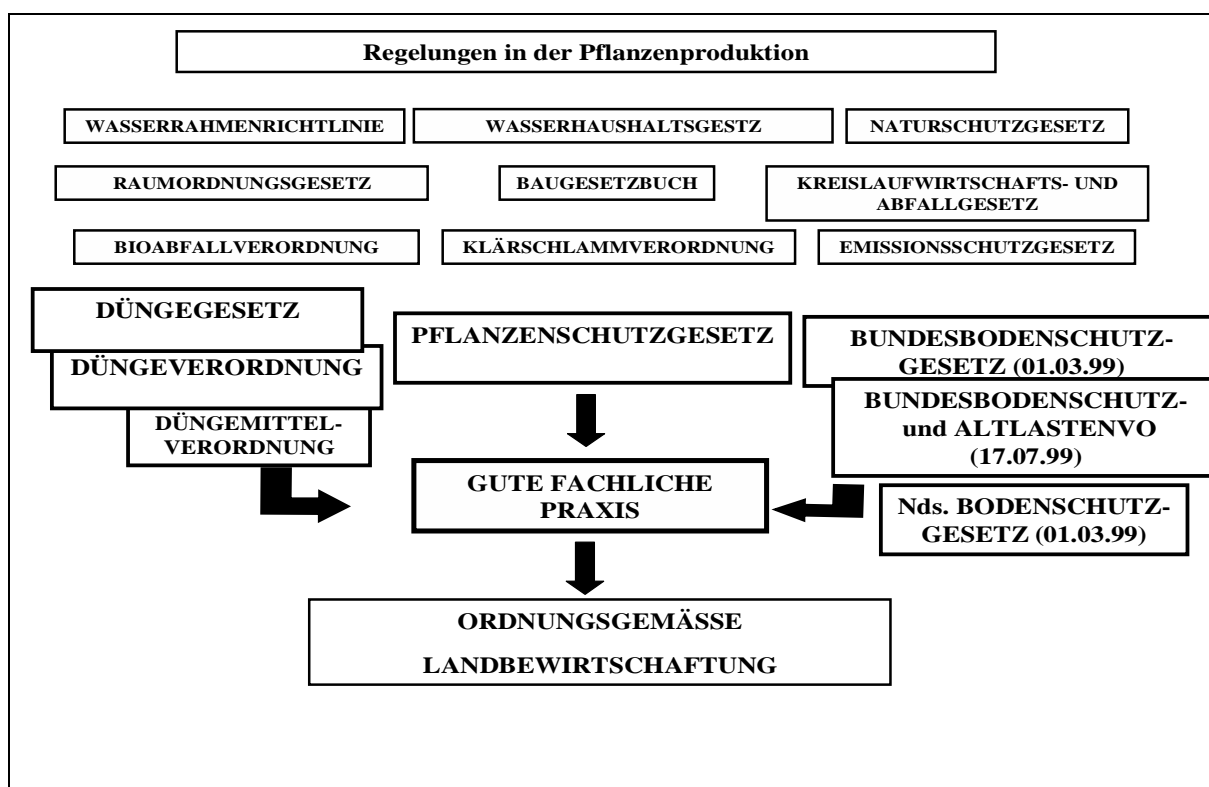 Regelungen in der Pflanzenproduktion
WASSERRAHMENRICHTLINIE
WASSERHAUSHALTSGESTZ
NATURSCHUTZGESETZ
RAUMORDNUNGSGESETZ
BAUGESETZBUCH
KREISLAUFWIRTSCHAFTS- UND
ABFALLGESETZ
BIOABFALLVERORDNUNG
KLÄRSCHLAMMVERORDNUNG
EMISSIONSSCHUTZGESETZ
DÜNGEGESETZ
DÜNGEVERORDNUNG
DÜNGEMITTEL-
VERORDNUNG
PFLANZENSCHUTZGESETZ
BUNDESBODENSCHUTZ-
GESETZ (01.03.99)
BUNDESBODENSCHUTZ-
und ALTLASTENVO
(17.07.99)
Nds. BODENSCHUTZ-
GESETZ (01.03.99)
GUTE FACHLICHE
PRAXIS
ORDNUNGSGEMÄSSE
LANDBEWIRTSCHAFTUNG